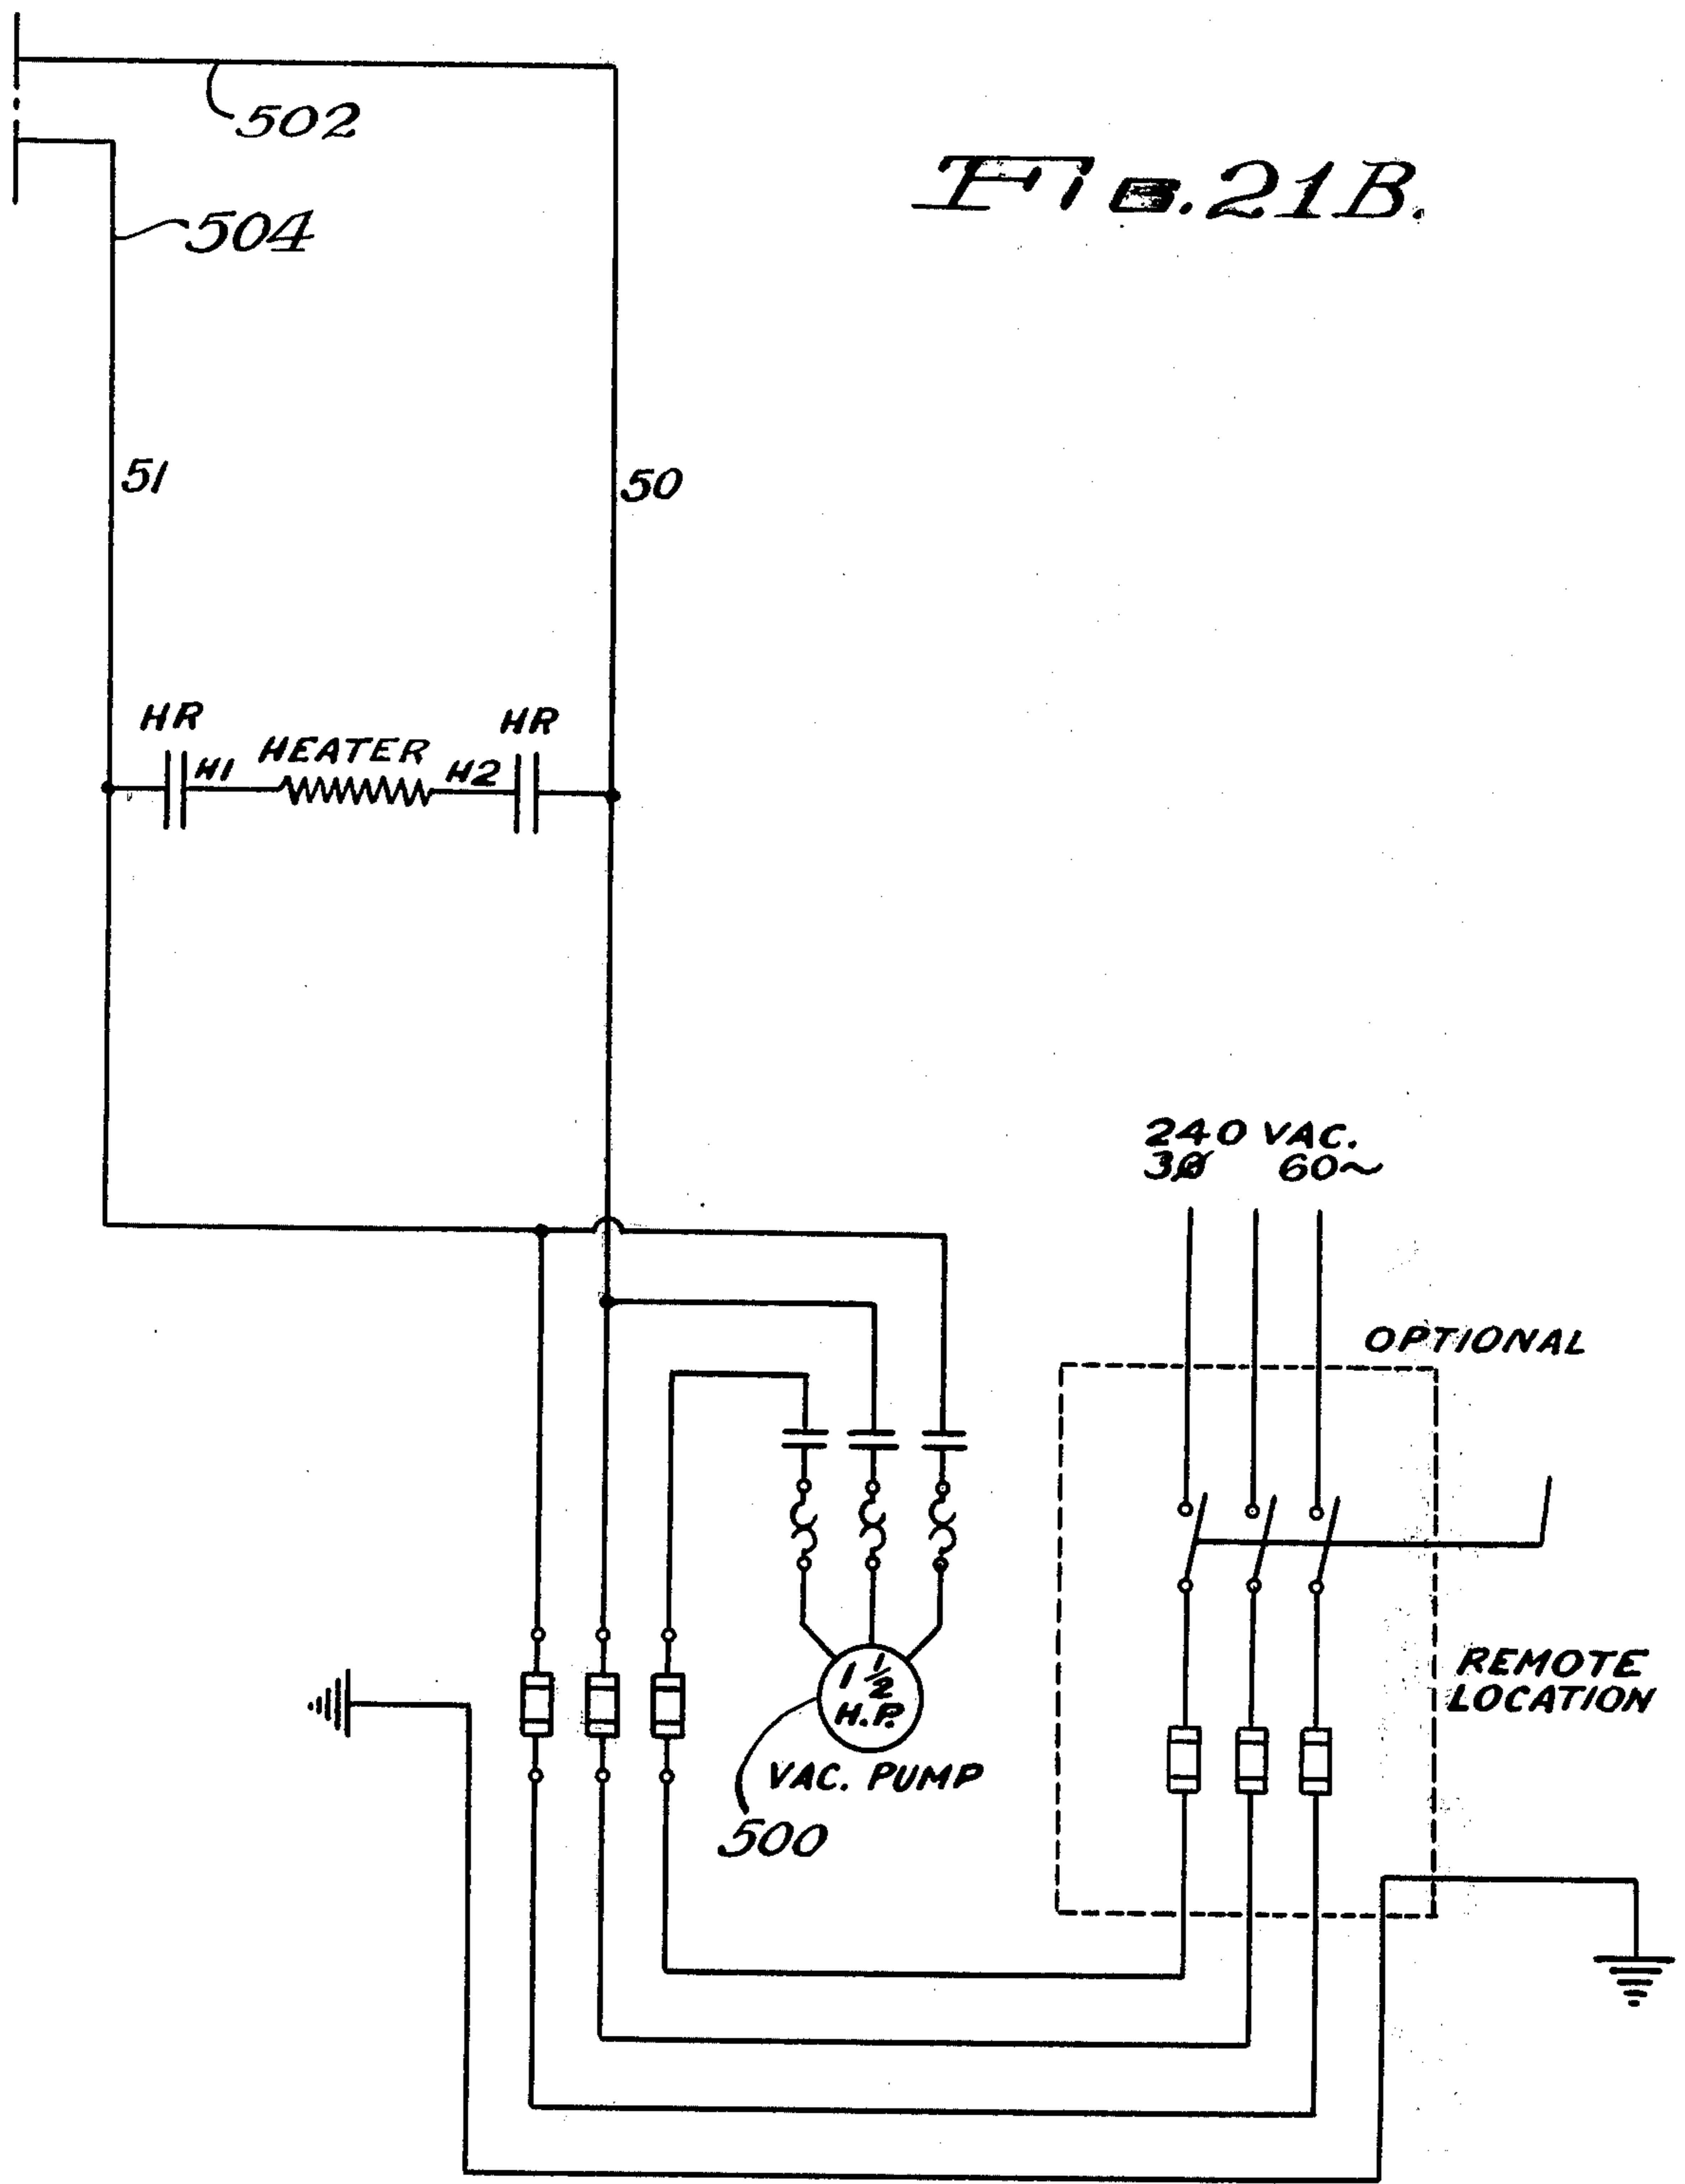 502
Fig. 21B.
504
51
50
HR
HR
H1
HEATER
H2
240 VAC.
3Ø 60~
OPTIONAL
1 1/2
H.P.
REMOTE
LOCATION
VAC. PUMP
500